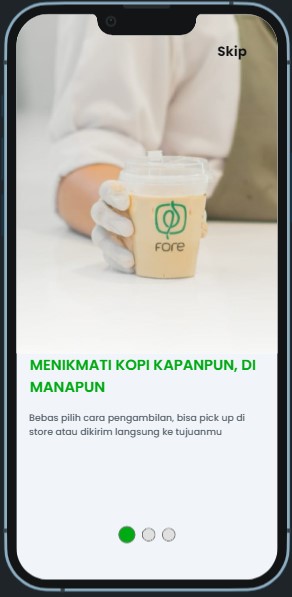 Skip
FORE
MENIKMATI KOPI KAPANPUN, DI
MANAPUN
Bebas pilih cara pengambilan, bisa pick up di
store atau dikirim langsung ke tujuanmu